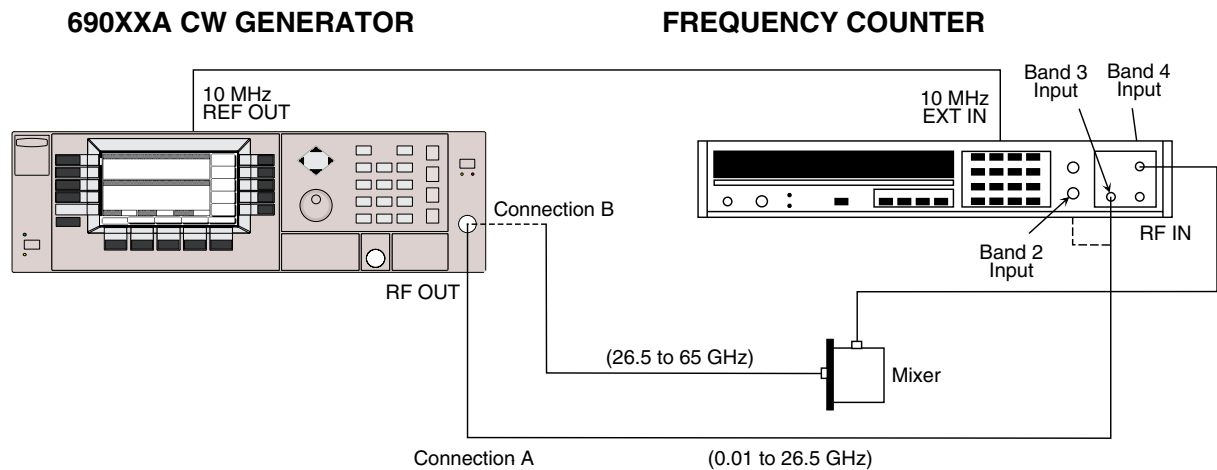 690XXA CW GENERATOR
FREQUENCY COUNTER
10 MHz
REF OUT
10 MHz
EXT IN
Band 3
Input
Band 4
Input
Connection B
RF OUT
Band 2
Input
RF IN
(26.5 to 65 GHz)
Mixer
Connection A
(0.01 to 26.5 GHz)